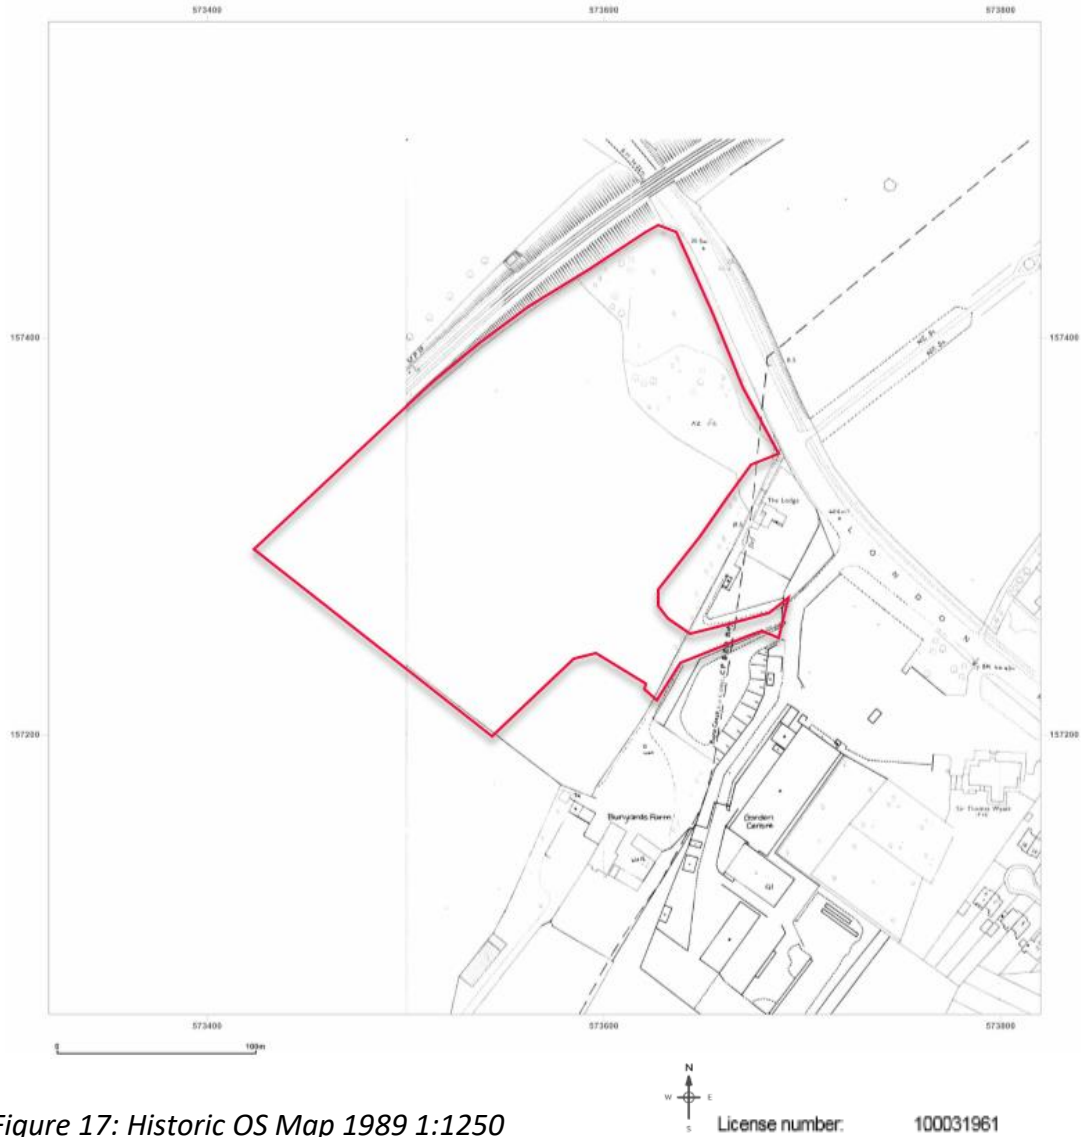 573400 573600 573800
157400 157400
The Lodge
L O N D O N
157200 157200
Bunyards Farm
Garden
Centre
Sir Thomas Wyatt
(PH)
573400 573600 573800
0 100m
N
W E
S
License number: 100031961
Figure 17: Historic OS Map 1989 1:1250